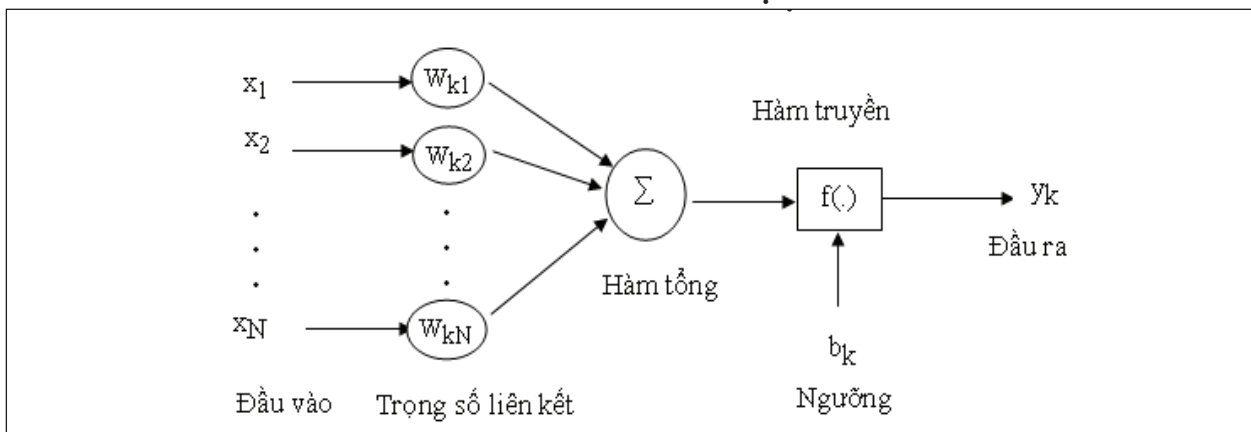 x1 wk1
Hàm truyền
x2 wk2
Σ f(.) yk
Đầu ra
Hàm tổng
xN wkN
bk
Đầu vào Trọng số liên kết Ngưỡng